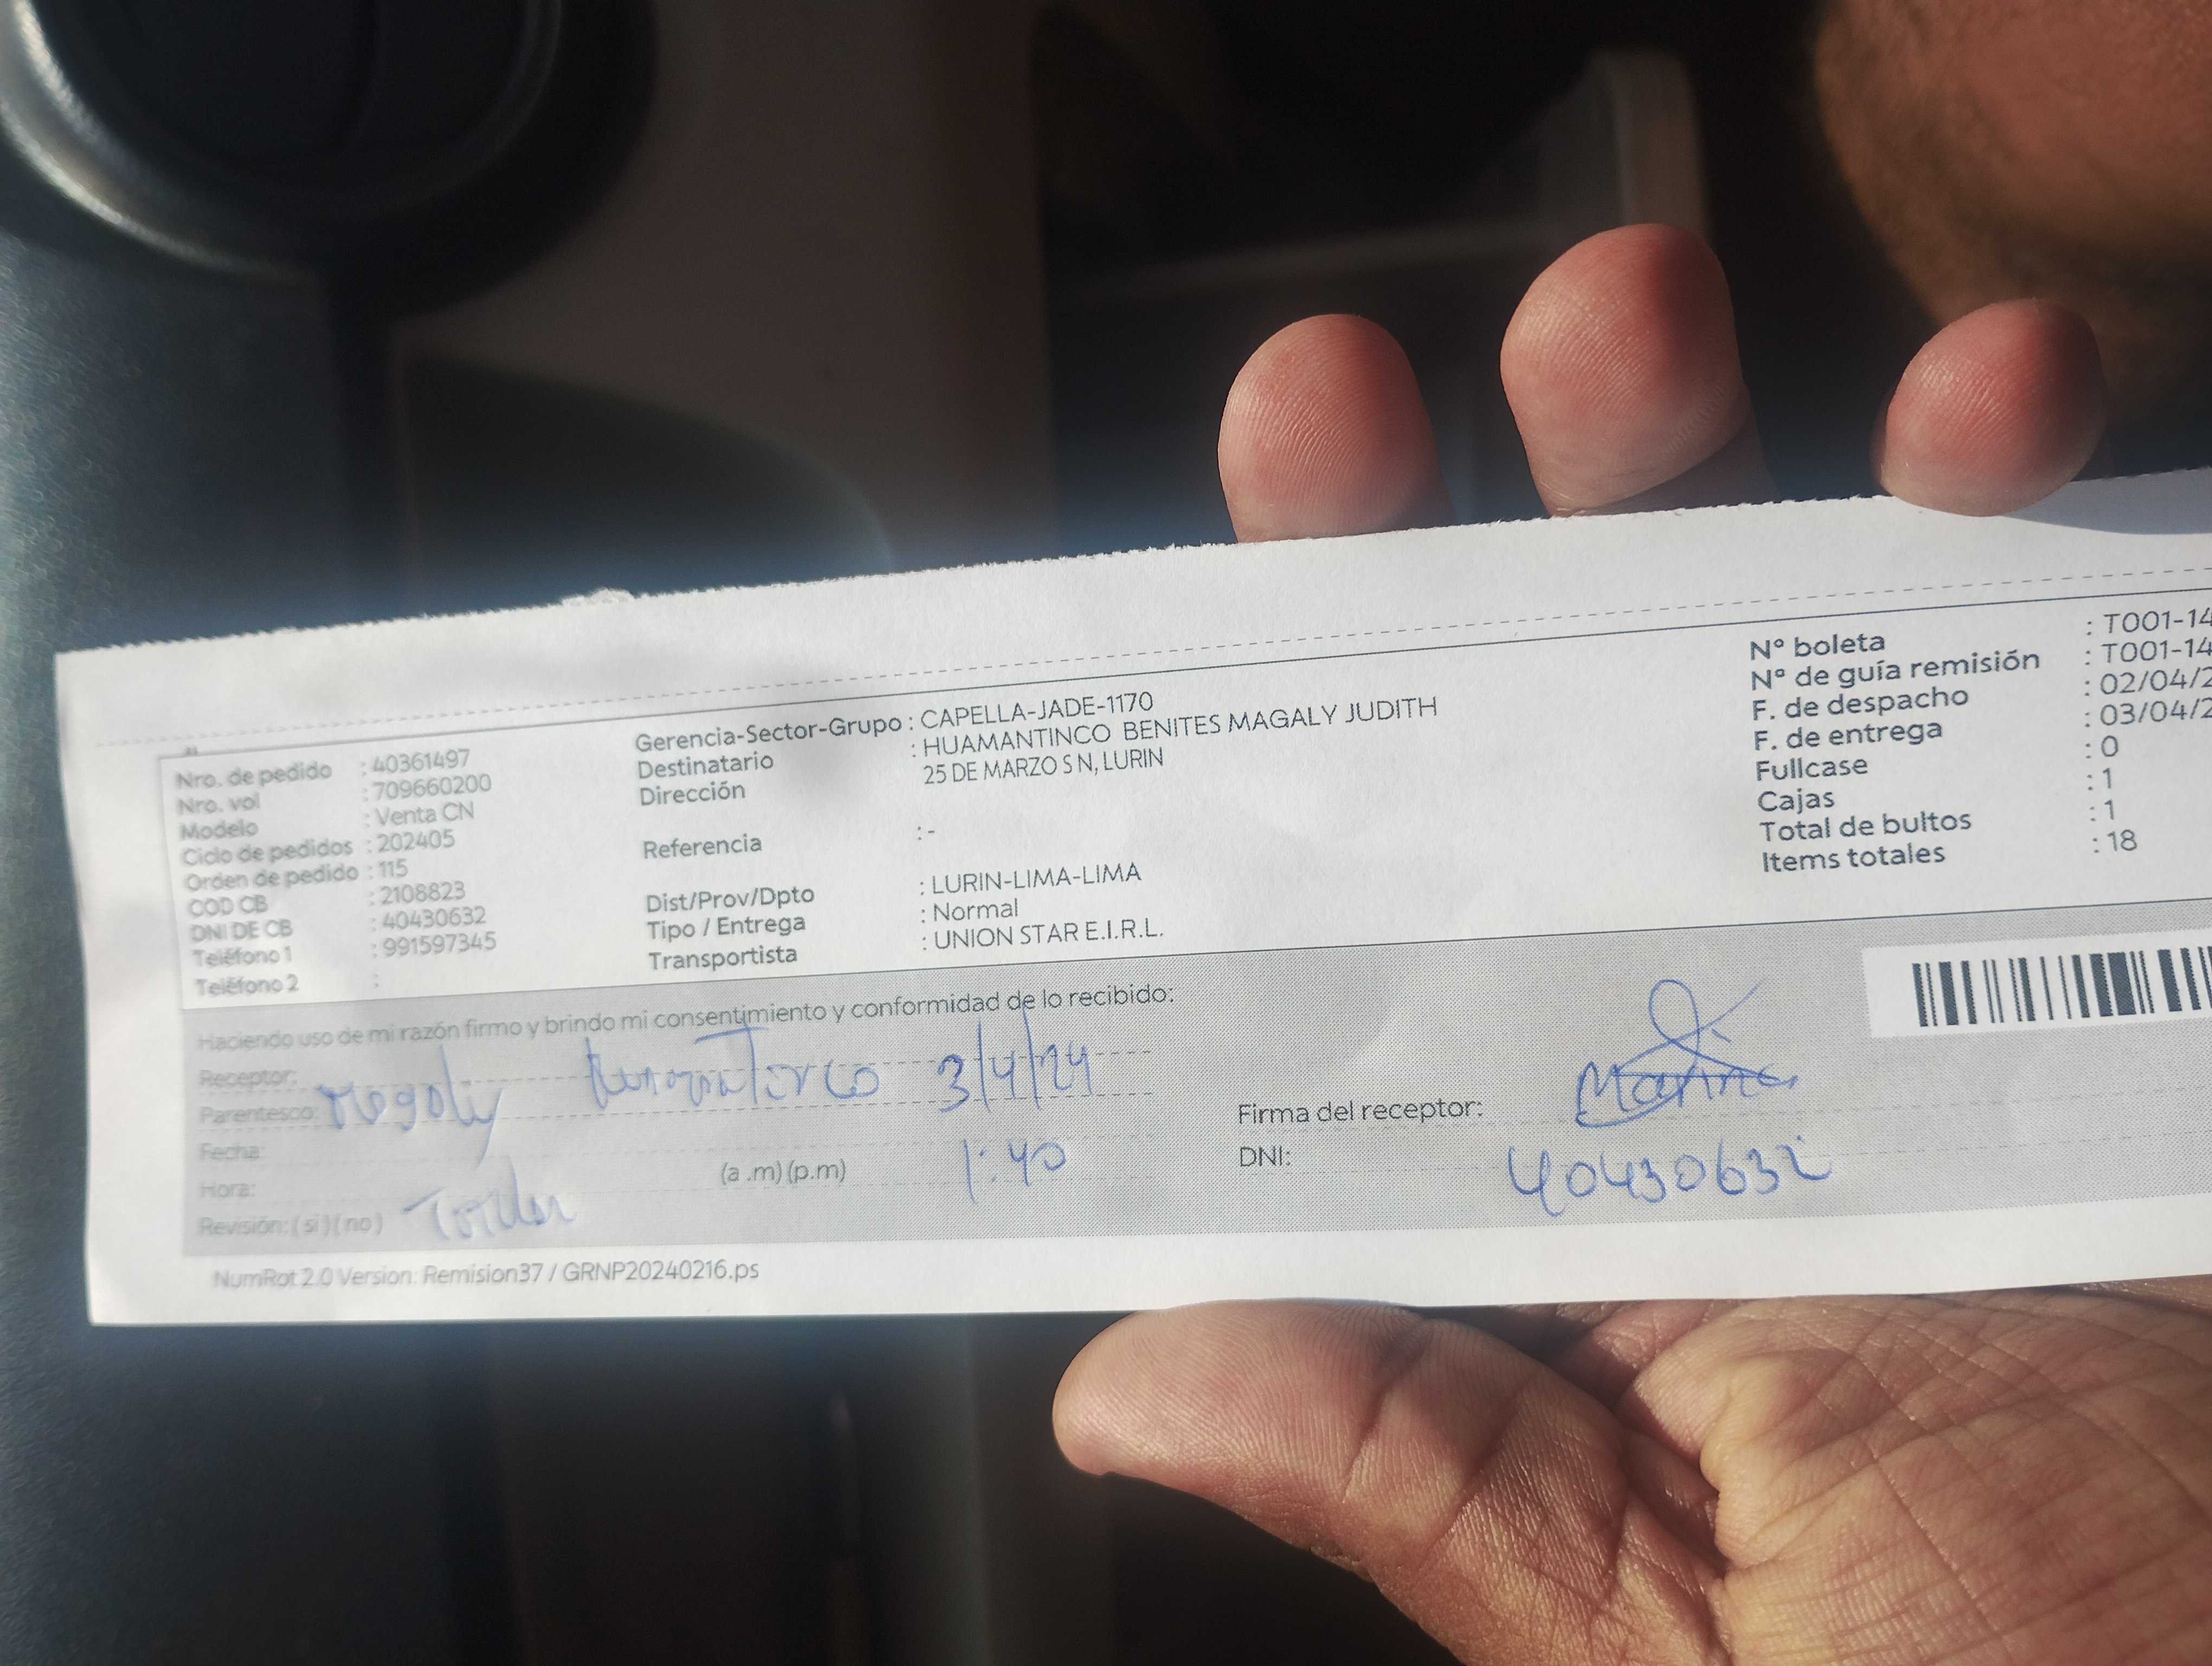 Nro. de pedido : 40361497
Nro. vol : 709660200
Modelo : Venta CN
Ciclo de pedidos : 202405
Orden de pedido : 115
COD CB : 2108823
DNI DE CB : 40430632
Teléfono 1 : 991597345
Teléfono 2 :
Gerencia-Sector-Grupo : CAPELLA-JADE-1170
Destinatario : HUAMANTINCO BENITES MAGALY JUDITH
Dirección 25 DE MARZO S N, LURIN
Referencia : -
Dist/Prov/Dpto : LURIN-LIMA-LIMA
Tipo / Entrega : Normal
Transportista : UNION STAR E.I.R.L.
N° boleta : T001-14
N° de guía remisión : T001-14
F. de despacho : 02/04/2
F. de entrega : 03/04/2
Fullcase : 0
Cajas : 1
Total de bultos : 1
Items totales : 18
Haciendo uso de mi razón firmo y brindo mi consentimiento y conformidad de lo recibido:
Receptor:
Parentesco: Magaly 3/4/24
Fecha:
Hora: (a .m) (p.m) 1:40
Revisión: ( si ) ( no )
Firma del receptor:
DNI: 40430632
NumRot 2.0 Version: Remision37 / GRNP20240216.ps